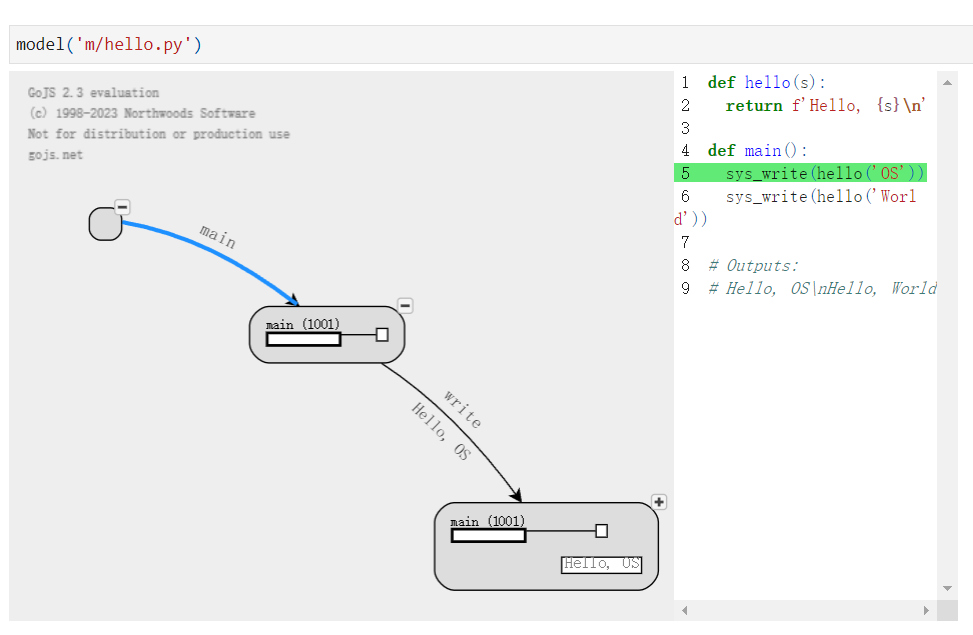 model('m/hello.py')
GoJS 2.3 evaluation
(c) 1998-2023 Northwoods Software
Not for distribution or production use
gojs.net
main
main (1001)
write
Hello, OS
main (1001)
Hello, OS
1 def hello(s):
2 return f'Hello, {s}\n'
3
4 def main():
5 sys_write(hello('OS'))
6 sys_write(hello('Worl
d'))
7
8 # Outputs:
9 # Hello, OS\nHello, World